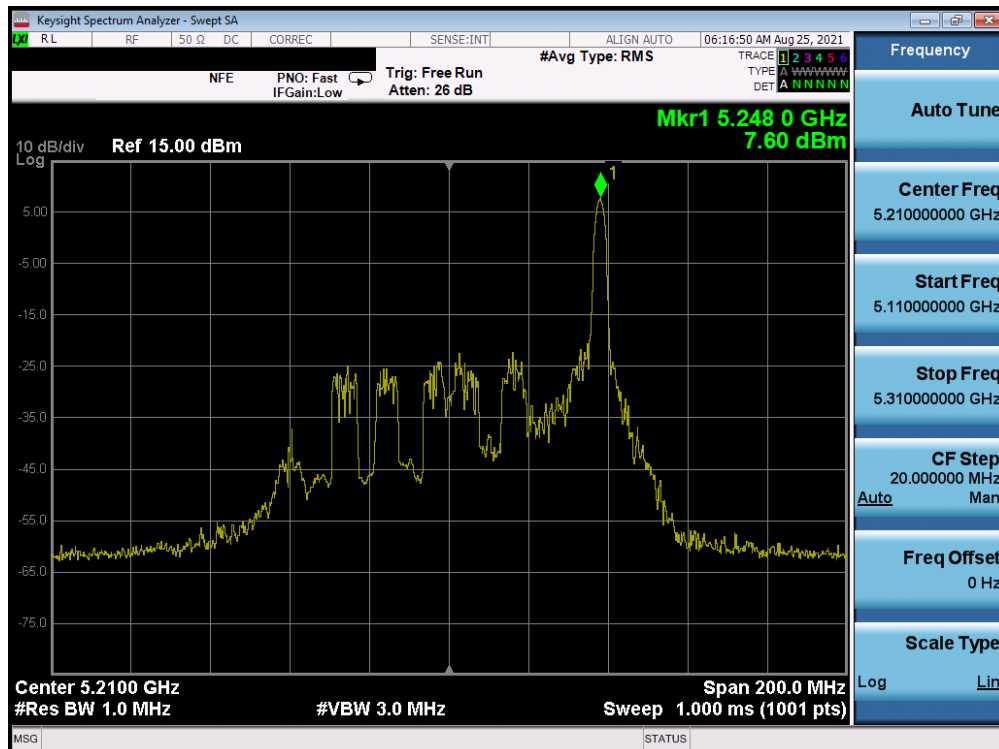 Keysight Spectrum Analyzer - Swept SA
LXI RL RF 50 Ω DC CORREC SENSE:INT ALIGN AUTO 06:16:50 AM Aug 25, 2021
#Avg Type: RMS
TRACE 1 2 3 4 5 6
NFE PNO: Fast Trig: Free Run TYPE A WWWWW
IFGain:Low Atten: 26 dB DET A N N N N N
Mkr1 5.248 0 GHz
7.60 dBm
10 dB/div Ref 15.00 dBm
Log
1
5.00
-5.00
-15.0
-25.0
-35.0
-45.0
-55.0
-65.0
-75.0
Center 5.2100 GHz Span 200.0 MHz
#Res BW 1.0 MHz #VBW 3.0 MHz Sweep 1.000 ms (1001 pts)
MSG STATUS
Frequency
Auto Tune
Center Freq
5.210000000 GHz
Start Freq
5.110000000 GHz
Stop Freq
5.310000000 GHz
CF Step
20.000000 MHz
Auto Man
Freq Offset
0 Hz
Scale Type
Log Lin